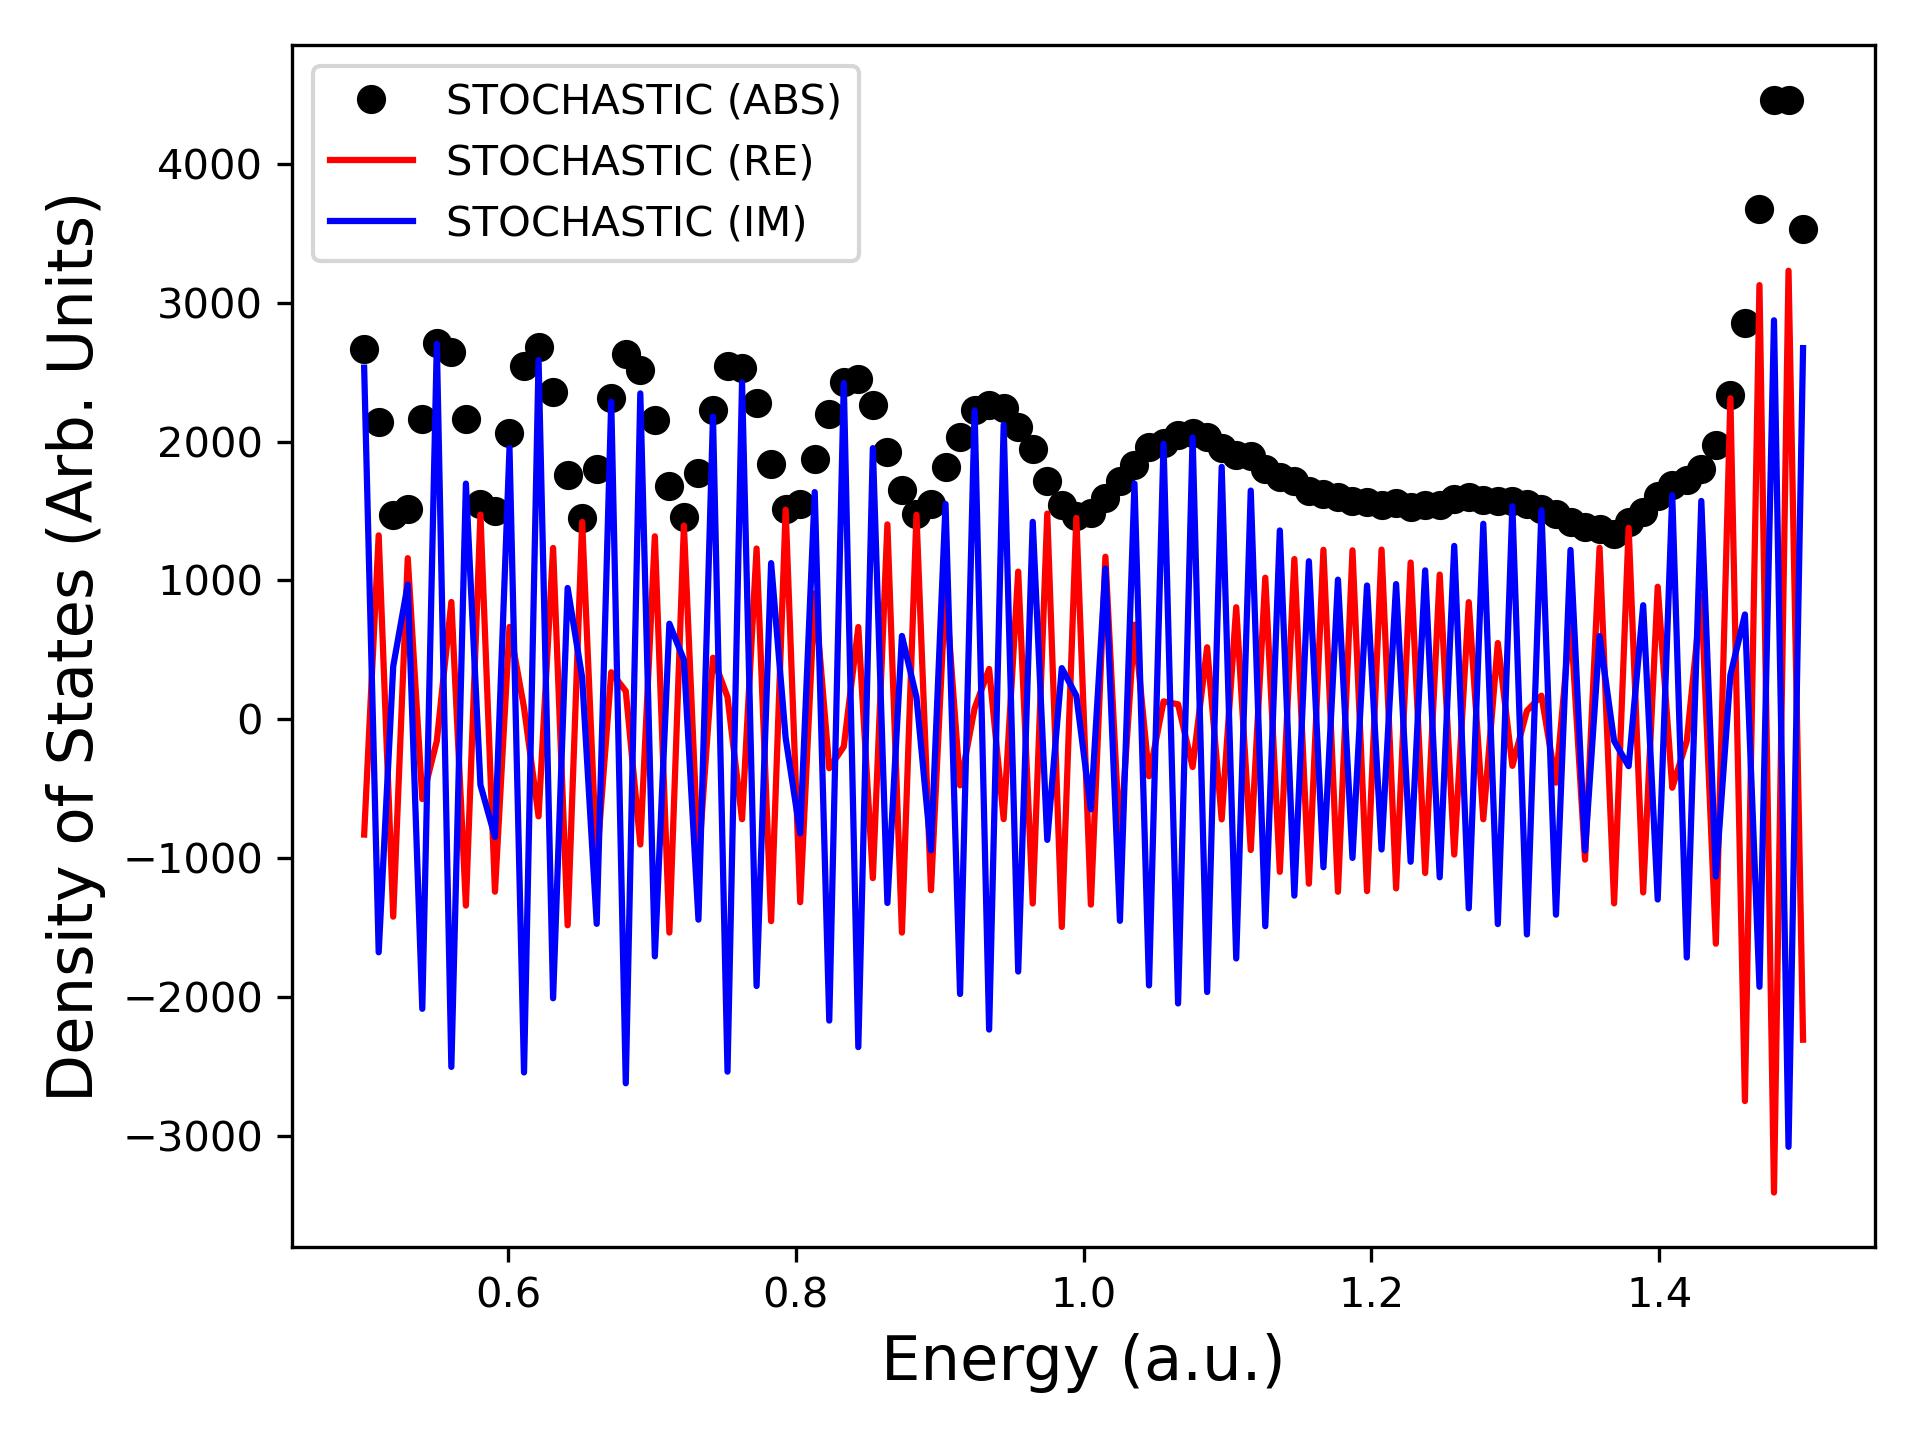 STOCHASTIC (ABS)
STOCHASTIC (RE)
STOCHASTIC (IM)
Density of States (Arb. Units)
4000
3000
2000
1000
0
−1000
−2000
−3000
0.6 0.8 1.0 1.2 1.4
Energy (a.u.)